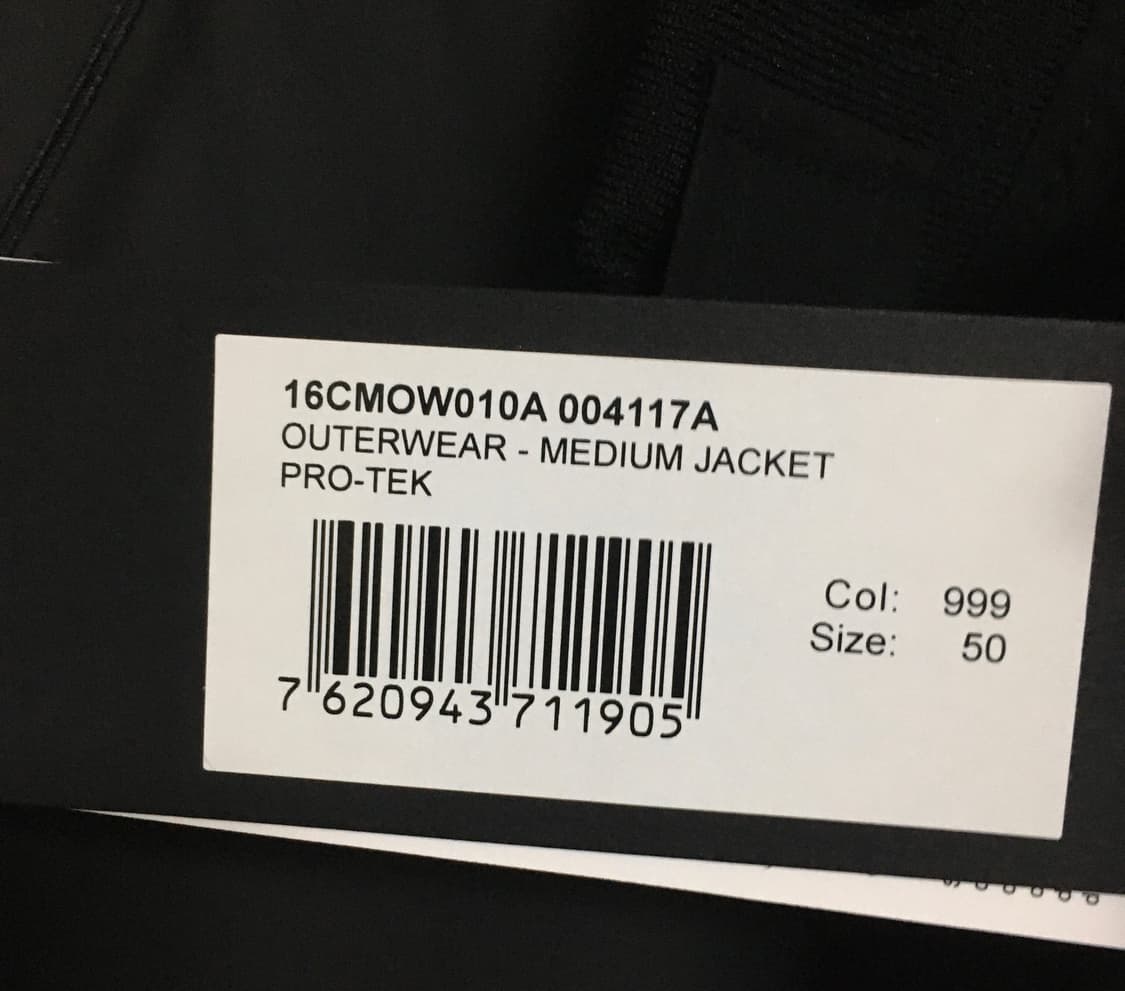 16CMOW010A 004117A
OUTERWEAR - MEDIUM JACKET
PRO-TEK
Col: 999
Size: 50
7 620943 711905